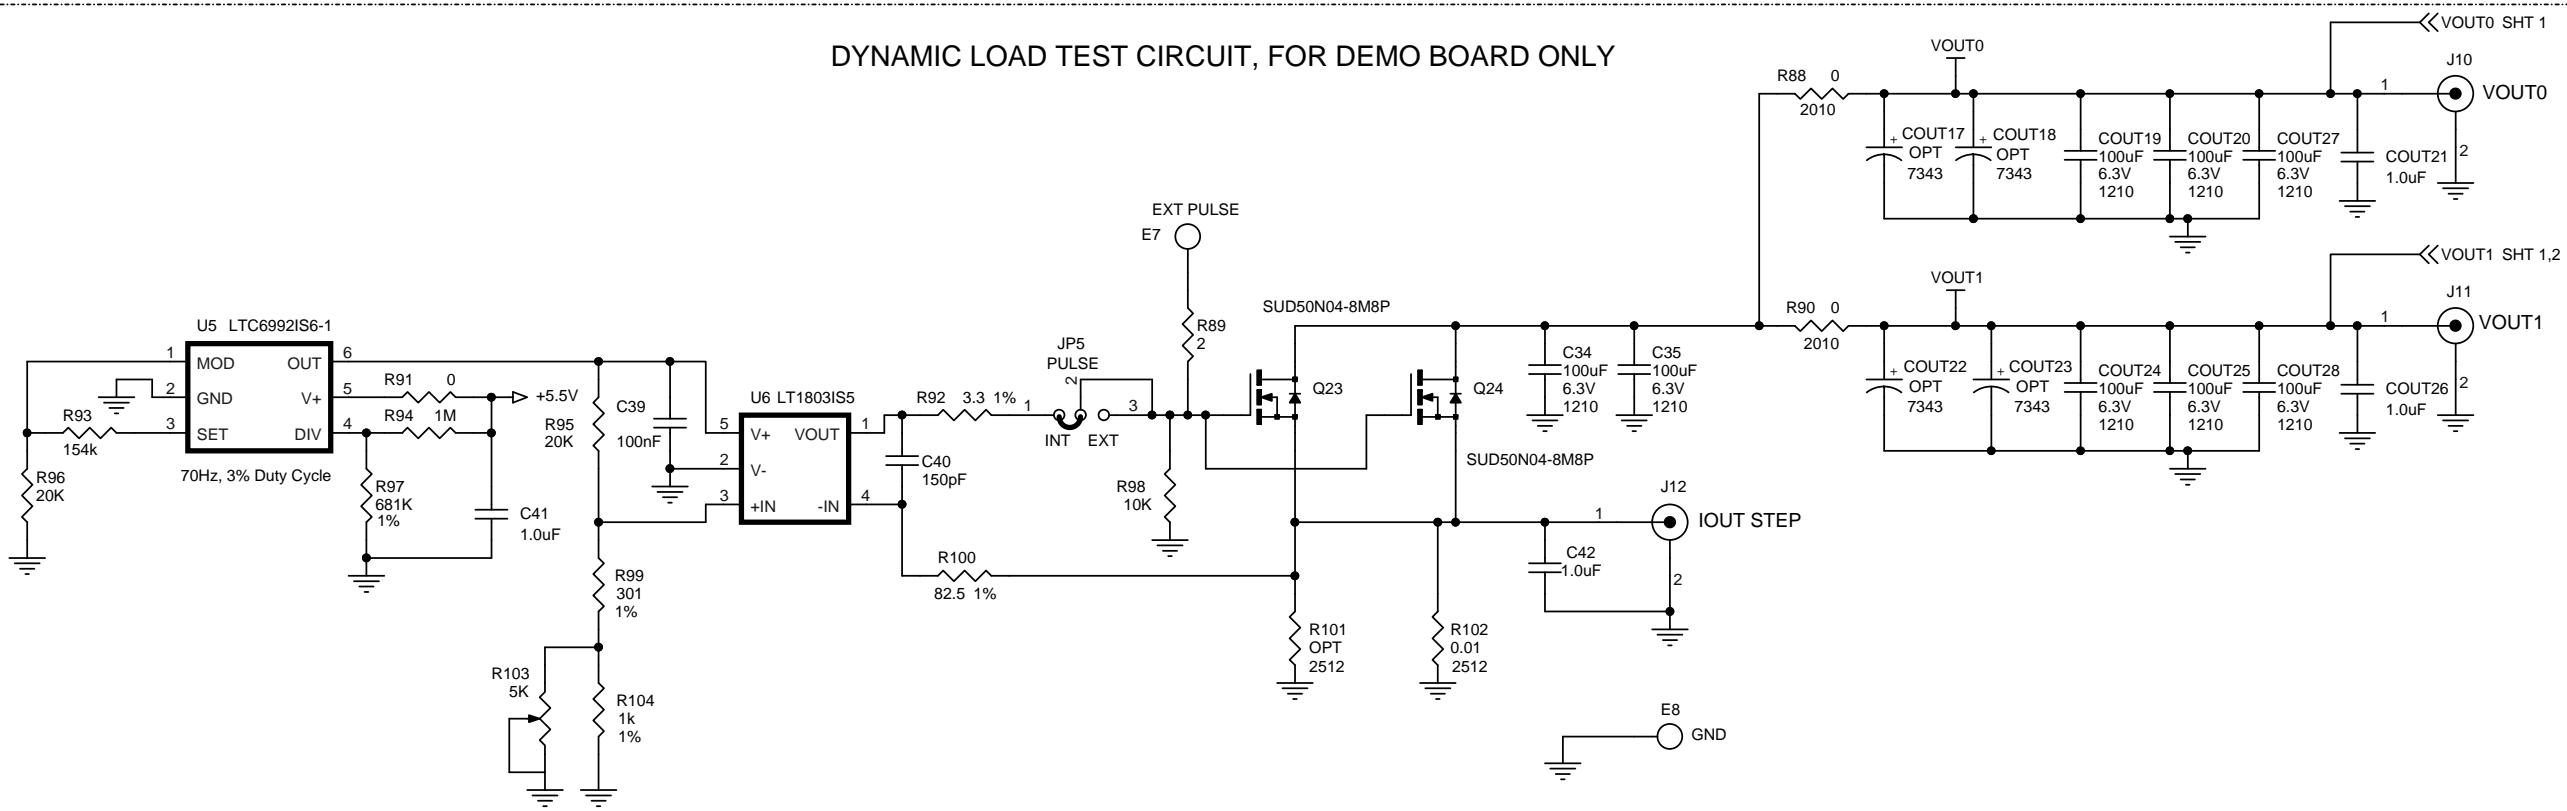 DYNAMIC LOAD TEST CIRCUIT, FOR DEMO BOARD ONLY
VOUT0 SHT 1
VOUT0
J10
R88 0
2010
1
VOUT0
2
+
COUT17
OPT
7343
+
COUT18
OPT
7343
COUT19
100uF
6.3V
1210
COUT20
100uF
6.3V
1210
COUT27
100uF
6.3V
1210
COUT21
1.0uF
VOUT1 SHT 1,2
VOUT1
J11
R90 0
2010
1
VOUT1
2
+
COUT22
OPT
7343
+
COUT23
OPT
7343
COUT24
100uF
6.3V
1210
COUT25
100uF
6.3V
1210
COUT28
100uF
6.3V
1210
COUT26
1.0uF
EXT PULSE
E7
R89
2
SUD50N04-8M8P
Q23
Q24
SUD50N04-8M8P
C34
100uF
6.3V
1210
C35
100uF
6.3V
1210
U5 LTC6992IS6-1
1
MOD
OUT
6
2
GND
V+
5
3
SET
DIV
4
70Hz, 3% Duty Cycle
R91 0
+5.5V
R94 1M
R93
154k
R96
20K
R97
681K
1%
C41
1.0uF
R95
20K
C39
100nF
U6 LT1803IS5
5
V+
VOUT
1
2
V-
3
+IN
-IN
4
R92 3.3 1%
C40
150pF
JP5
PULSE
2
1
3
INT
EXT
R98
10K
R100
82.5 1%
R99
301
1%
R103
5K
R104
1k
1%
R101
OPT
2512
R102
0.01
2512
C42
1.0uF
J12
1
IOUT STEP
2
E8
GND